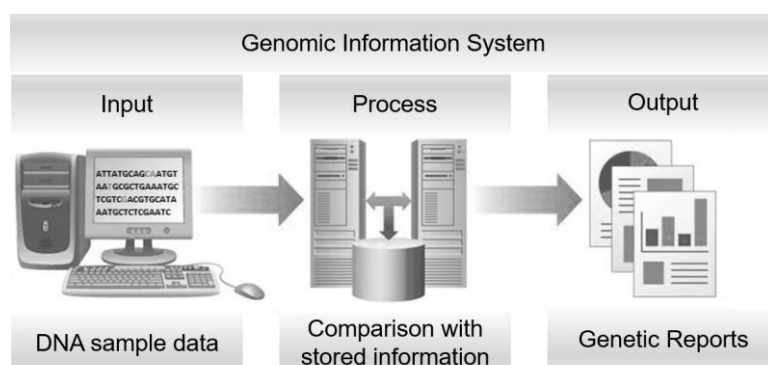 Genomic Information System
Input
Process
Output
ATTATGCAGCAATGT
AATGCGCTGAAATGC
TCGTCGACGTGCATA
AATGCTCTCGAATC
DNA sample data
Comparison with
stored information
Genetic Reports